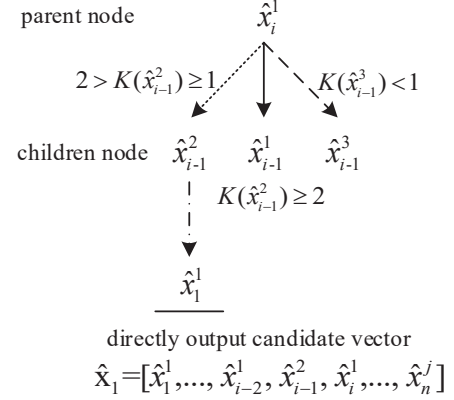 parent node x̂_i^1
2 > K(x̂_{i-1}^2) ≥ 1 K(x̂_{i-1}^3) < 1
children node x̂_{i-1}^2 x̂_{i-1}^1 x̂_{i-1}^3
K(x̂_{i-1}^2) ≥ 2
x̂_1^1
directly output candidate vector
x̂_1=[x̂_1^1,..., x̂_{i-2}^1, x̂_{i-1}^2, x̂_i^1,..., x̂_n^j]